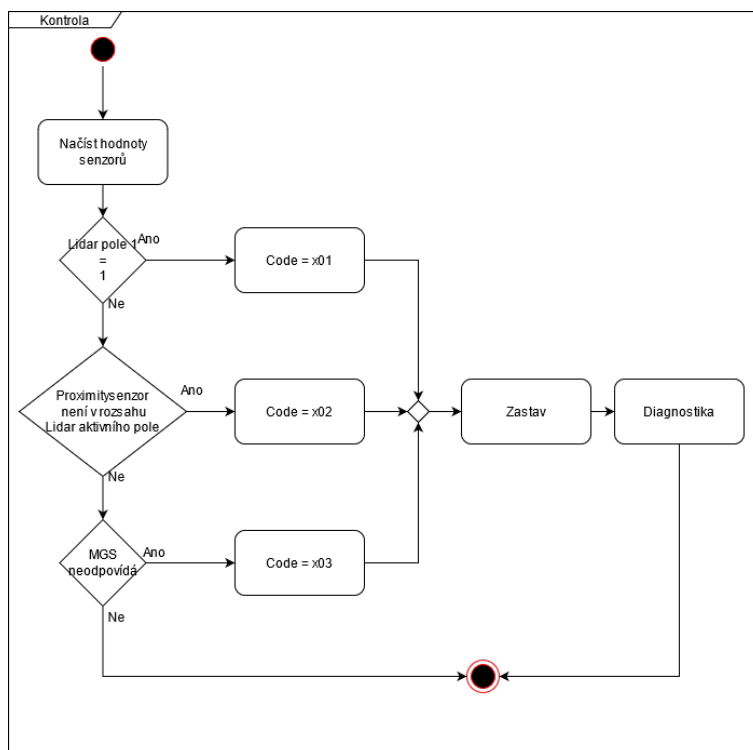 Kontrola
Načíst hodnoty
senzorů
Lidar pole 1
=
1
Ano
Code = x01
Ne
Proximitysenzor
není v rozsahu
Lidar aktivního pole
Ano
Code = x02
Zastav
Diagnostika
Ne
MGS
neodpovídá
Ano
Code = x03
Ne